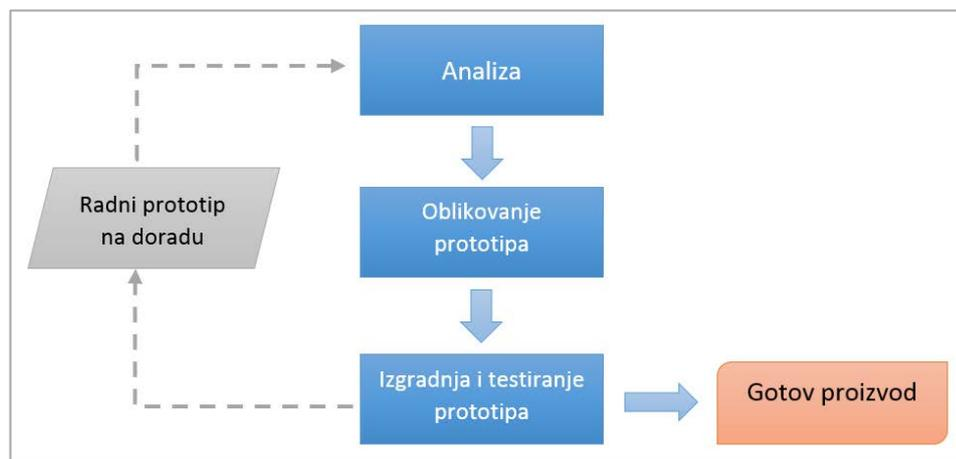 Analiza
Radni prototip
na doradu
Oblikovanje
prototipa
Izgradnja i testiranje
prototipa
Gotov proizvod